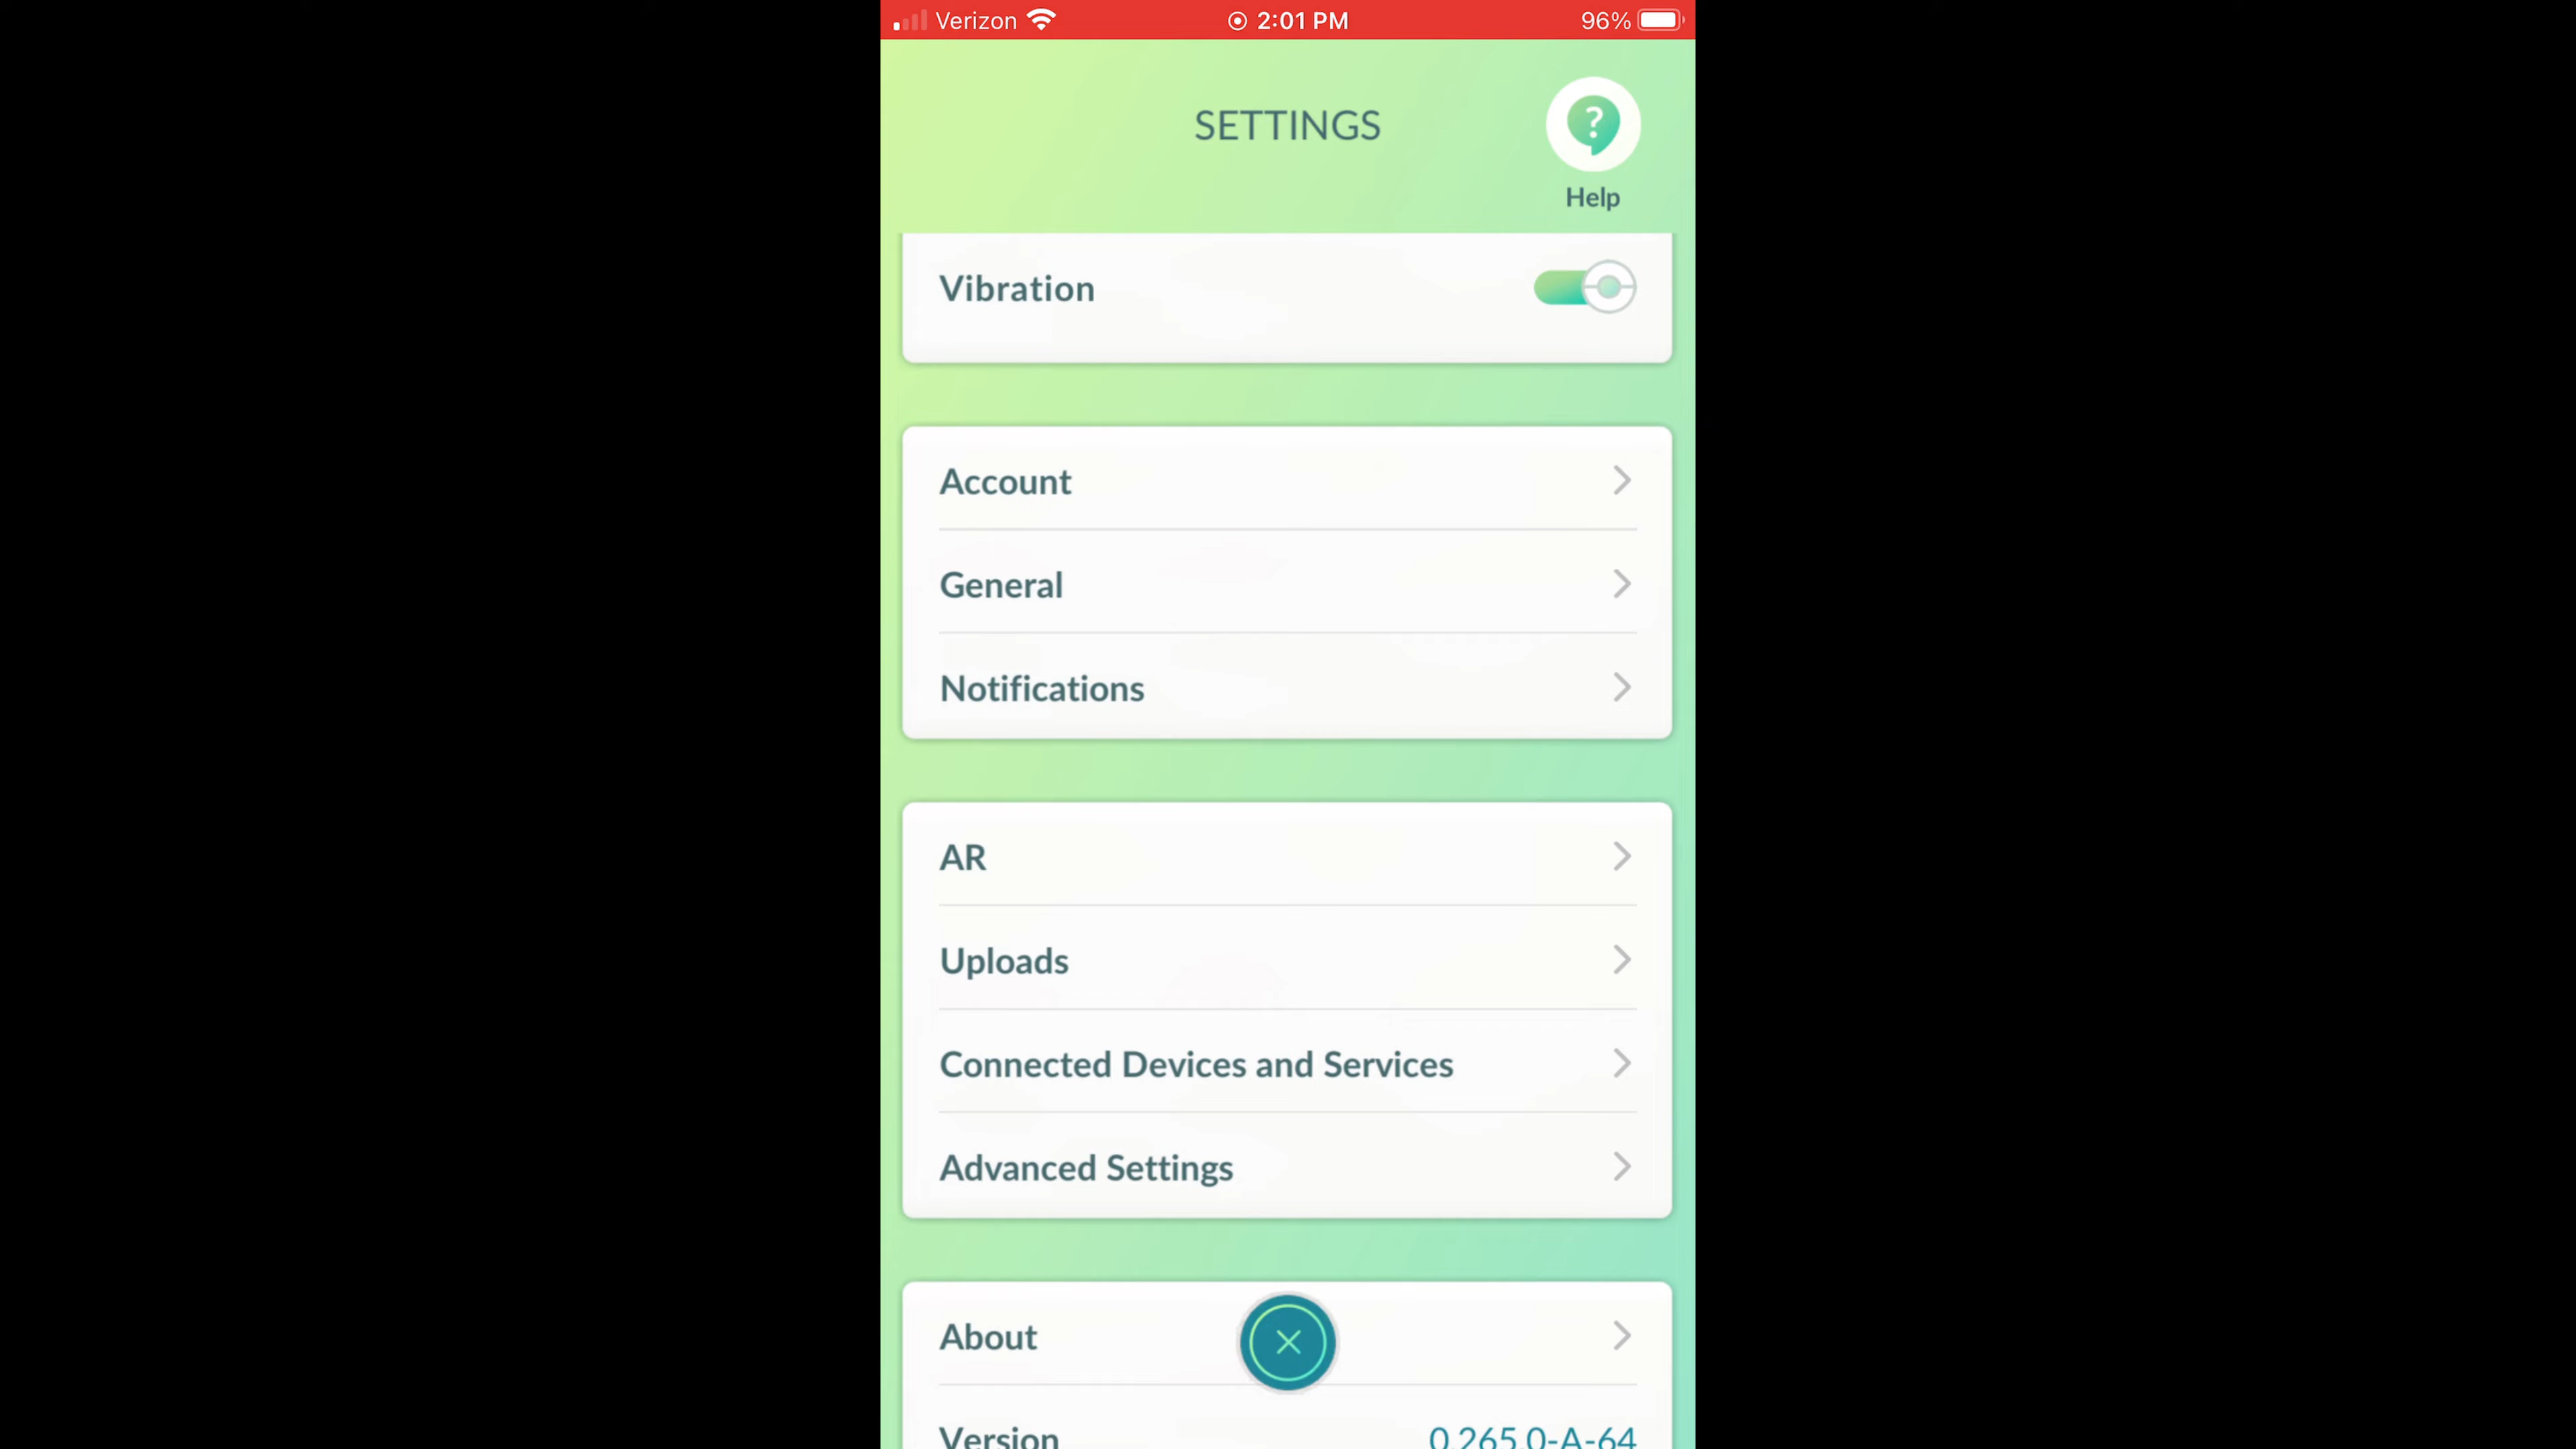 Verizon 2:01 PM 96%
SETTINGS
?
Help
Vibration
Account
General
Notifications
AR
Uploads
Connected Devices and Services
Advanced Settings
About
Version 0.265.0-A-64